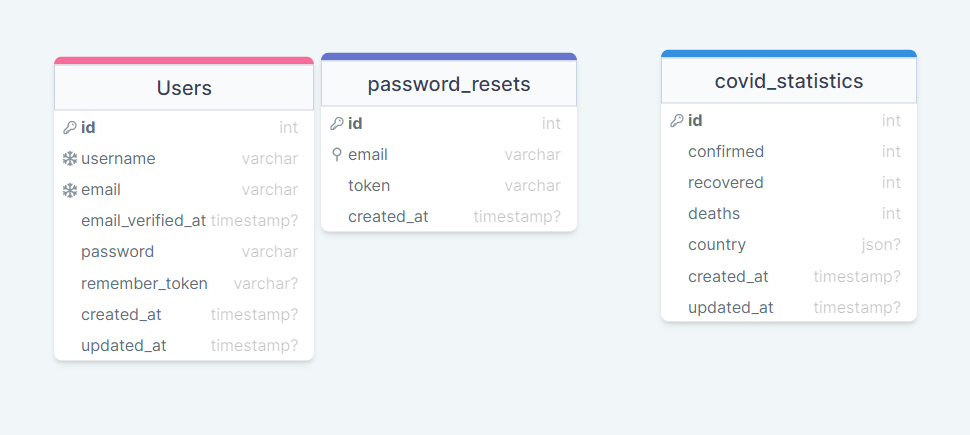 Users
id int
username varchar
email varchar
email_verified_at timestamp?
password varchar
remember_token varchar?
created_at timestamp?
updated_at timestamp?
password_resets
id int
email varchar
token varchar
created_at timestamp?
covid_statistics
id int
confirmed int
recovered int
deaths int
country json?
created_at timestamp?
updated_at timestamp?